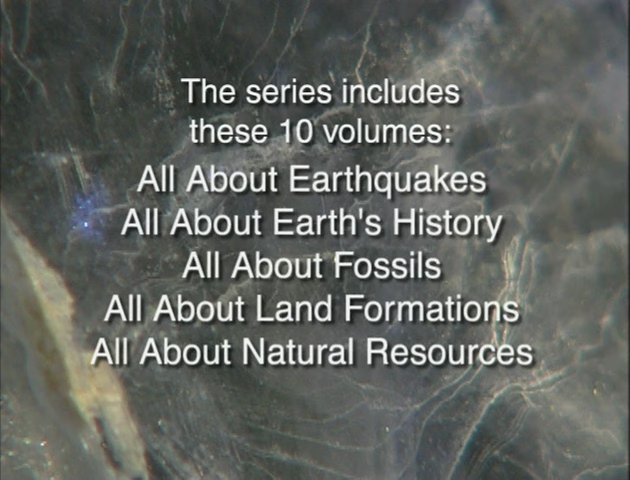 The series includes
these 10 volumes:
All About Earthquakes
All About Earth's History
All About Fossils
All About Land Formations
All About Natural Resources